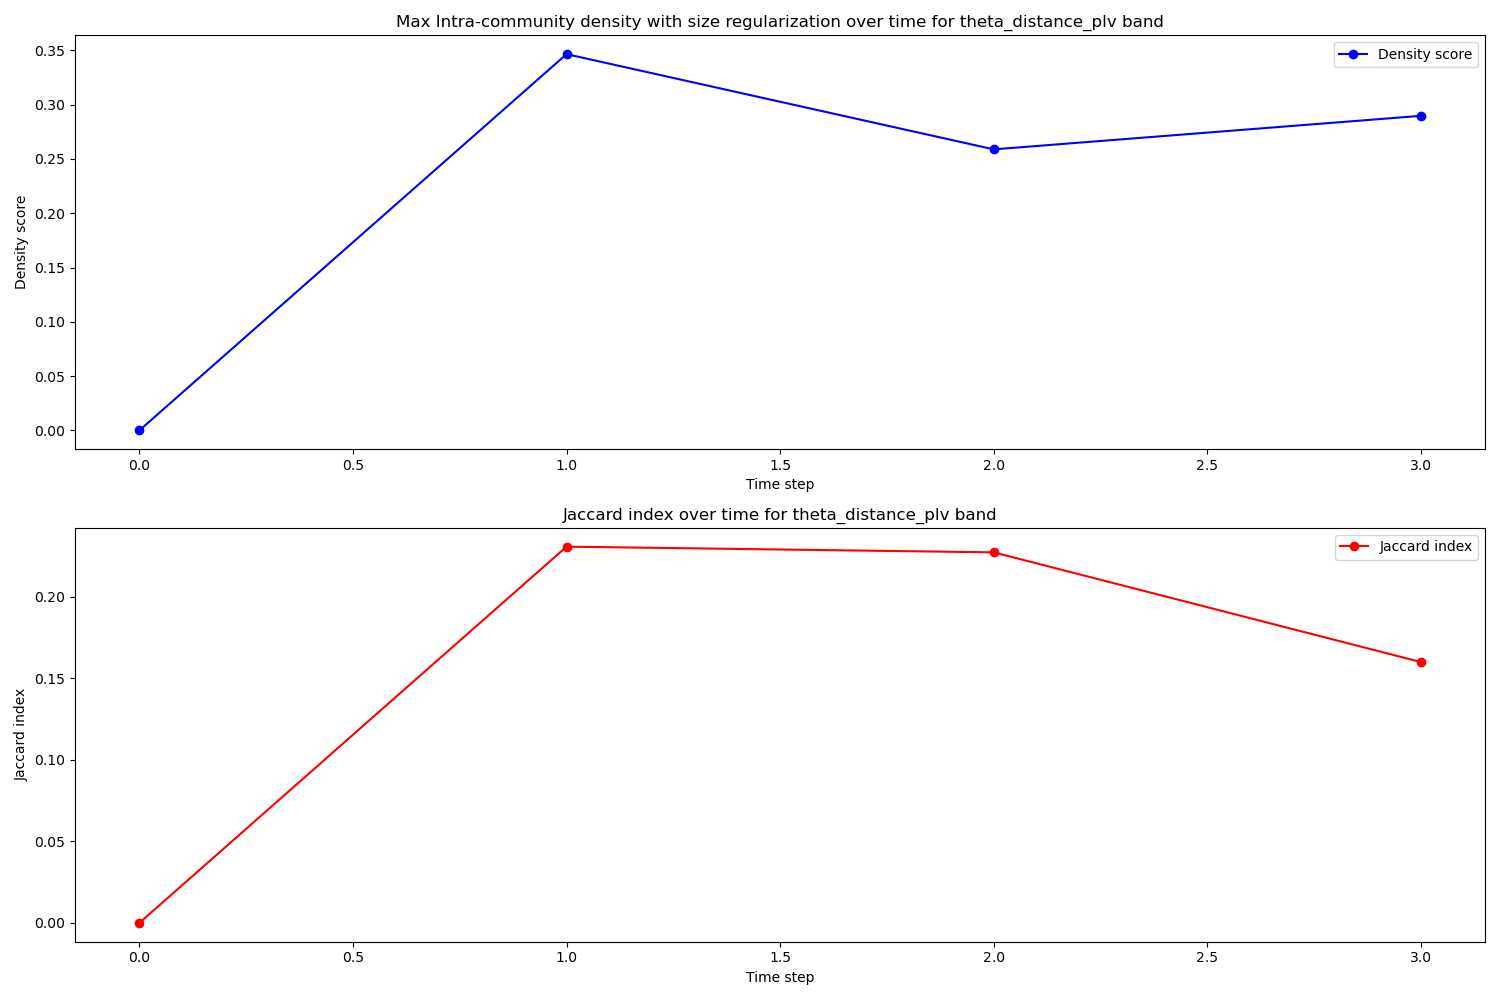 Max Intra-community density with size regularization over time for theta_distance_plv band
Density score
0.35
0.30
0.25
0.20
0.15
0.10
0.05
0.00
Density score
0.0 0.5 1.0 1.5 2.0 2.5 3.0
Time step
Jaccard index over time for theta_distance_plv band
Jaccard index
0.20
0.15
0.10
0.05
0.00
Jaccard index
0.0 0.5 1.0 1.5 2.0 2.5 3.0
Time step